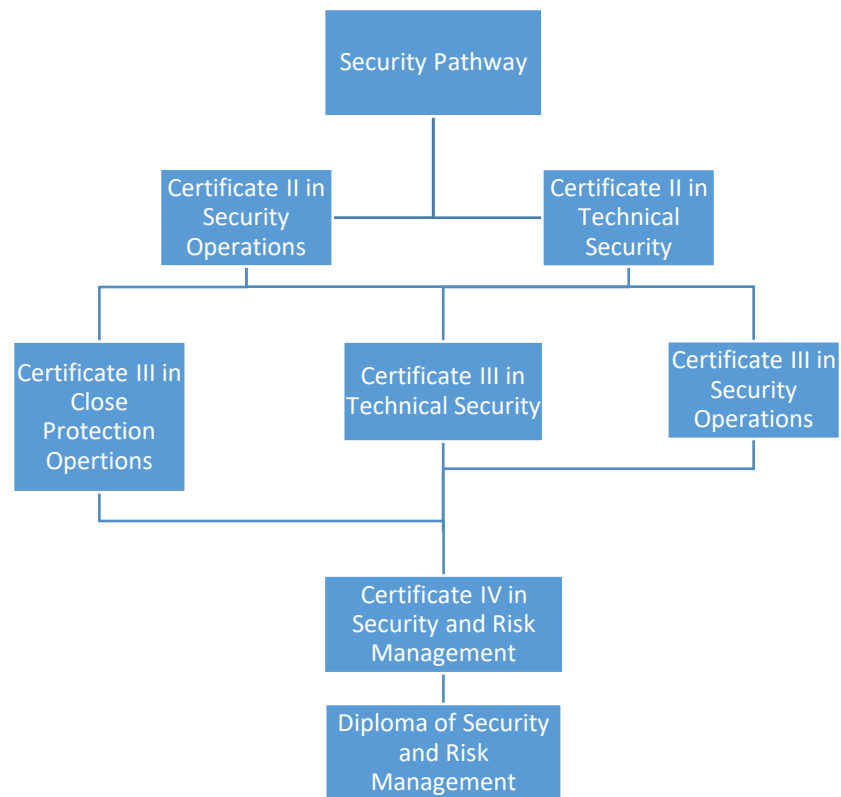 Security Pathway
Certificate II in
Security
Operations
Certificate II in
Technical
Security
Certificate III in
Close
Protection
Opertions
Certificate III in
Technical Security
Certificate III in
Security
Operations
Certificate IV in
Security and Risk
Management
Diploma of Security
and Risk
Management